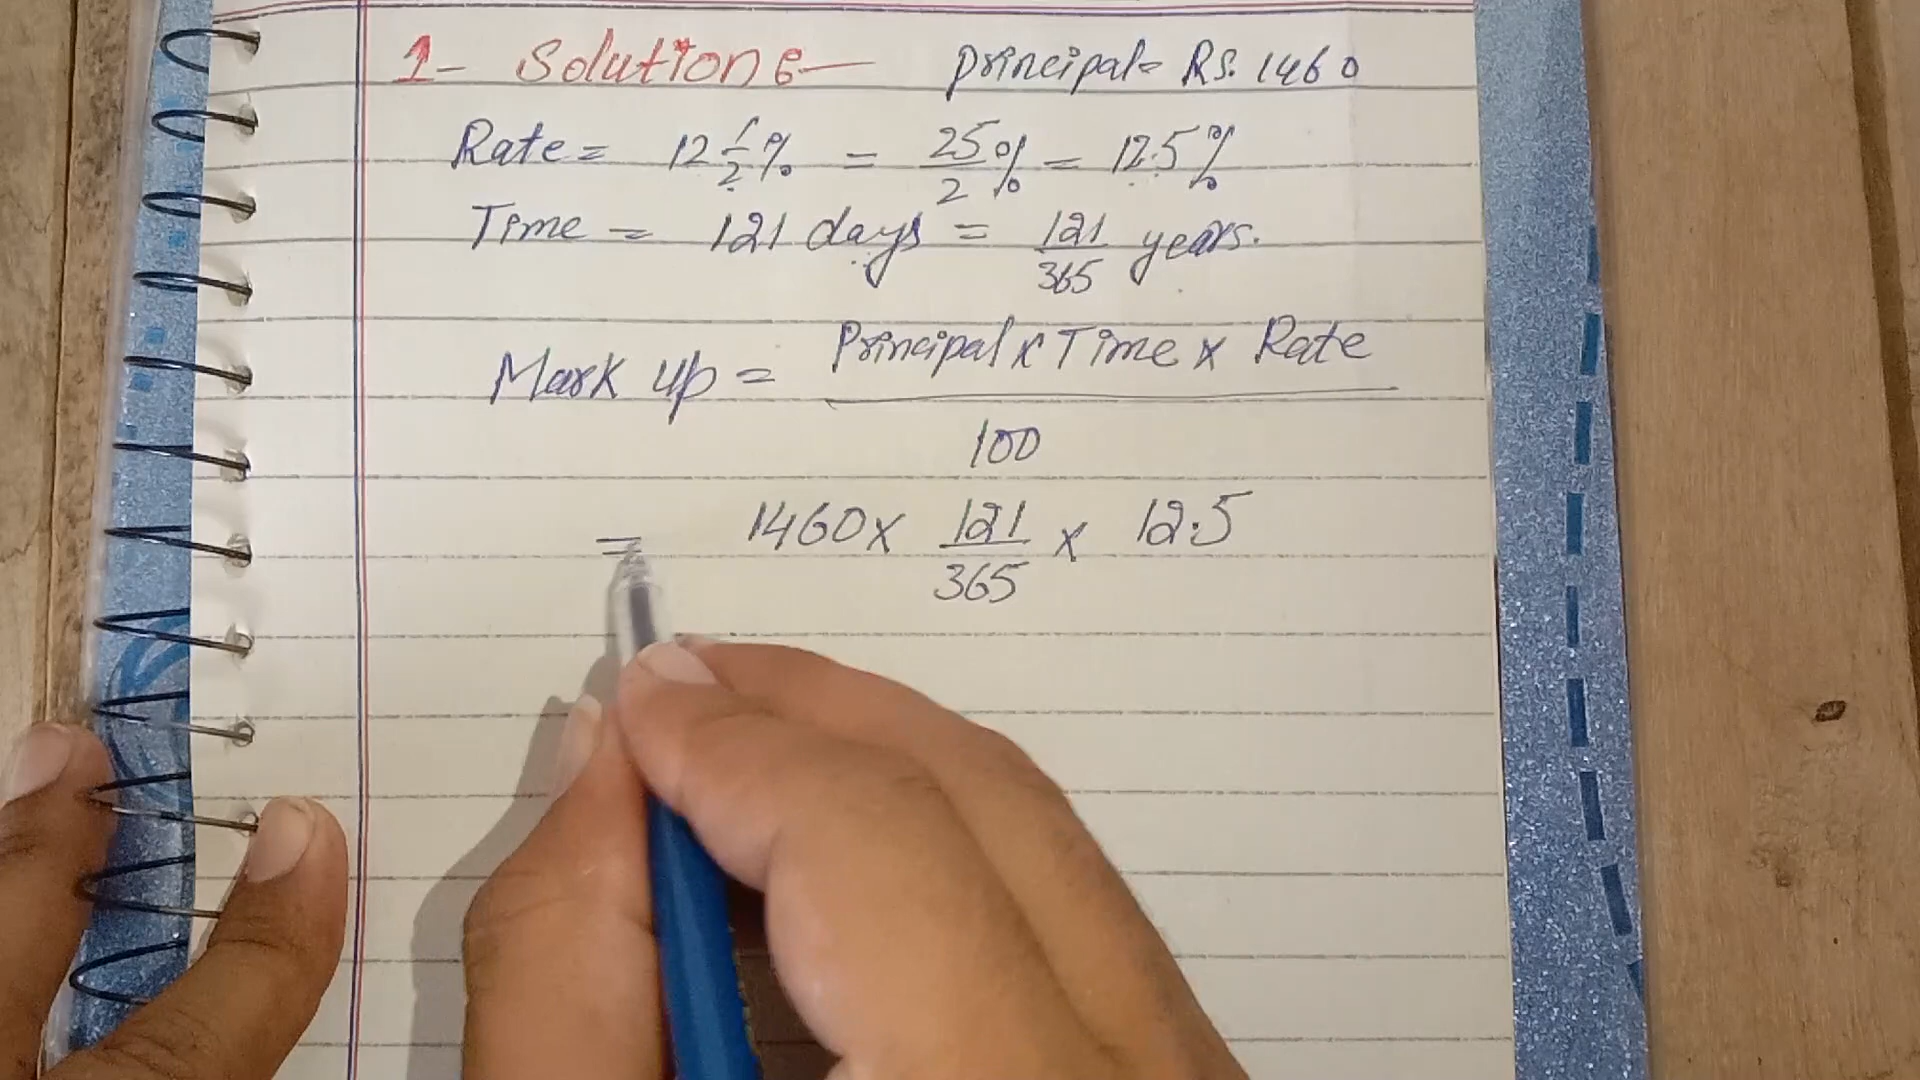 1- Solution:- Principal= Rs. 1460
Rate = 12 1/2 % = 25/2 % = 12.5%
Time = 121 days = 121/365 years.
Mark up = Principal x Time x Rate
100
= 1460 x 121/365 x 12.5